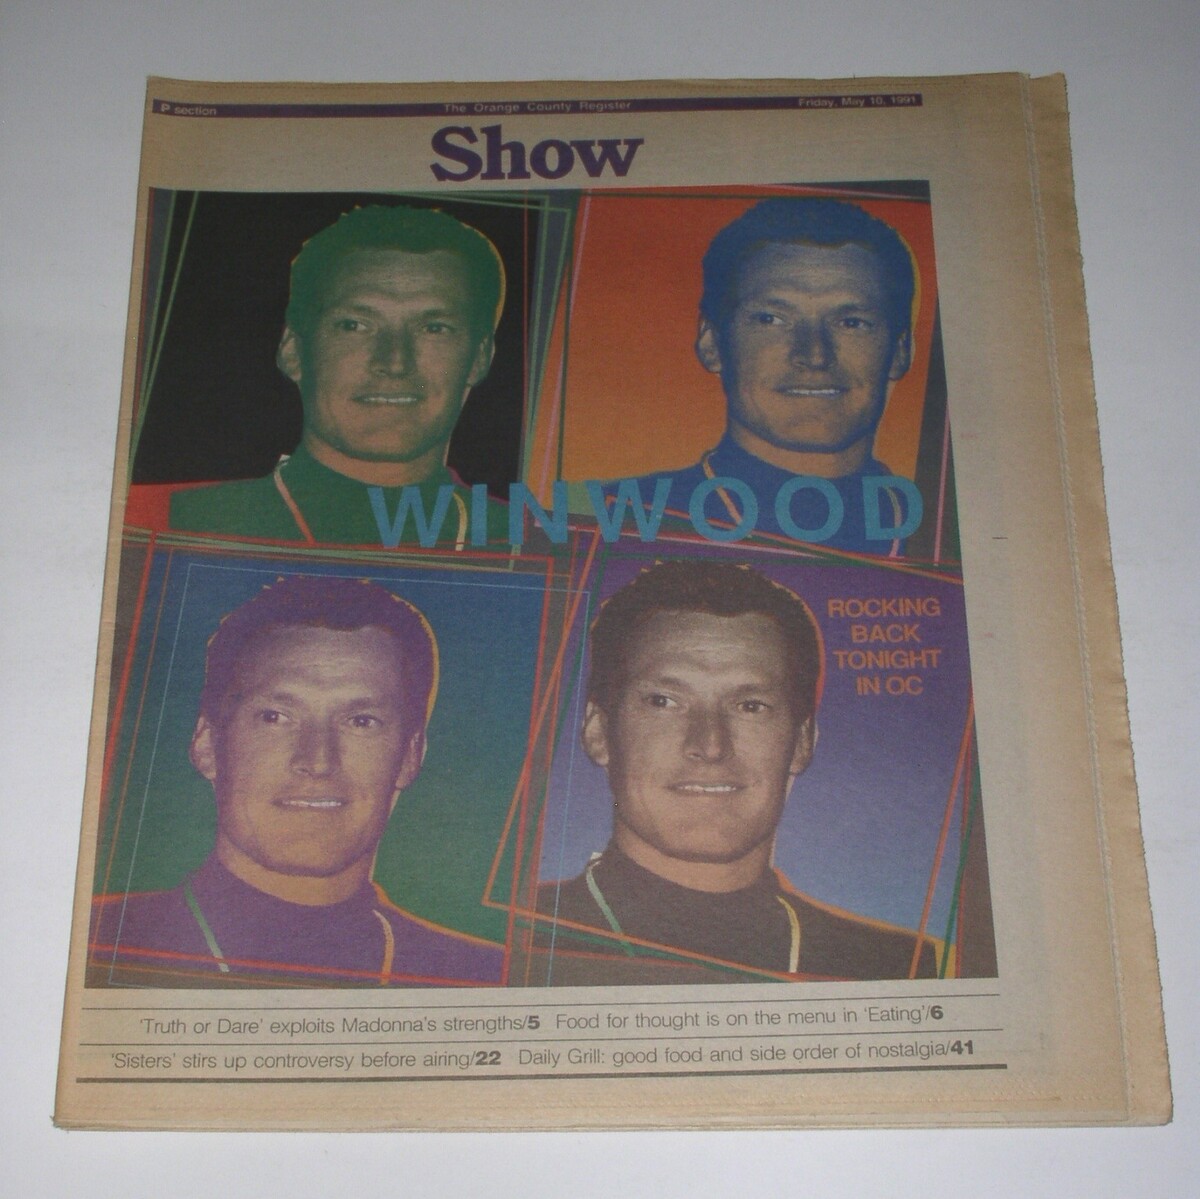 P section The Orange County Register Friday, May 10, 1991
Show
WINWOOD
ROCKING
BACK
TONIGHT
IN OC
'Truth or Dare' exploits Madonna's strengths/5 Food for thought is on the menu in 'Eating'/6
'Sisters' stirs up controversy before airing/22 Daily Grill: good food and side order of nostalgia/41